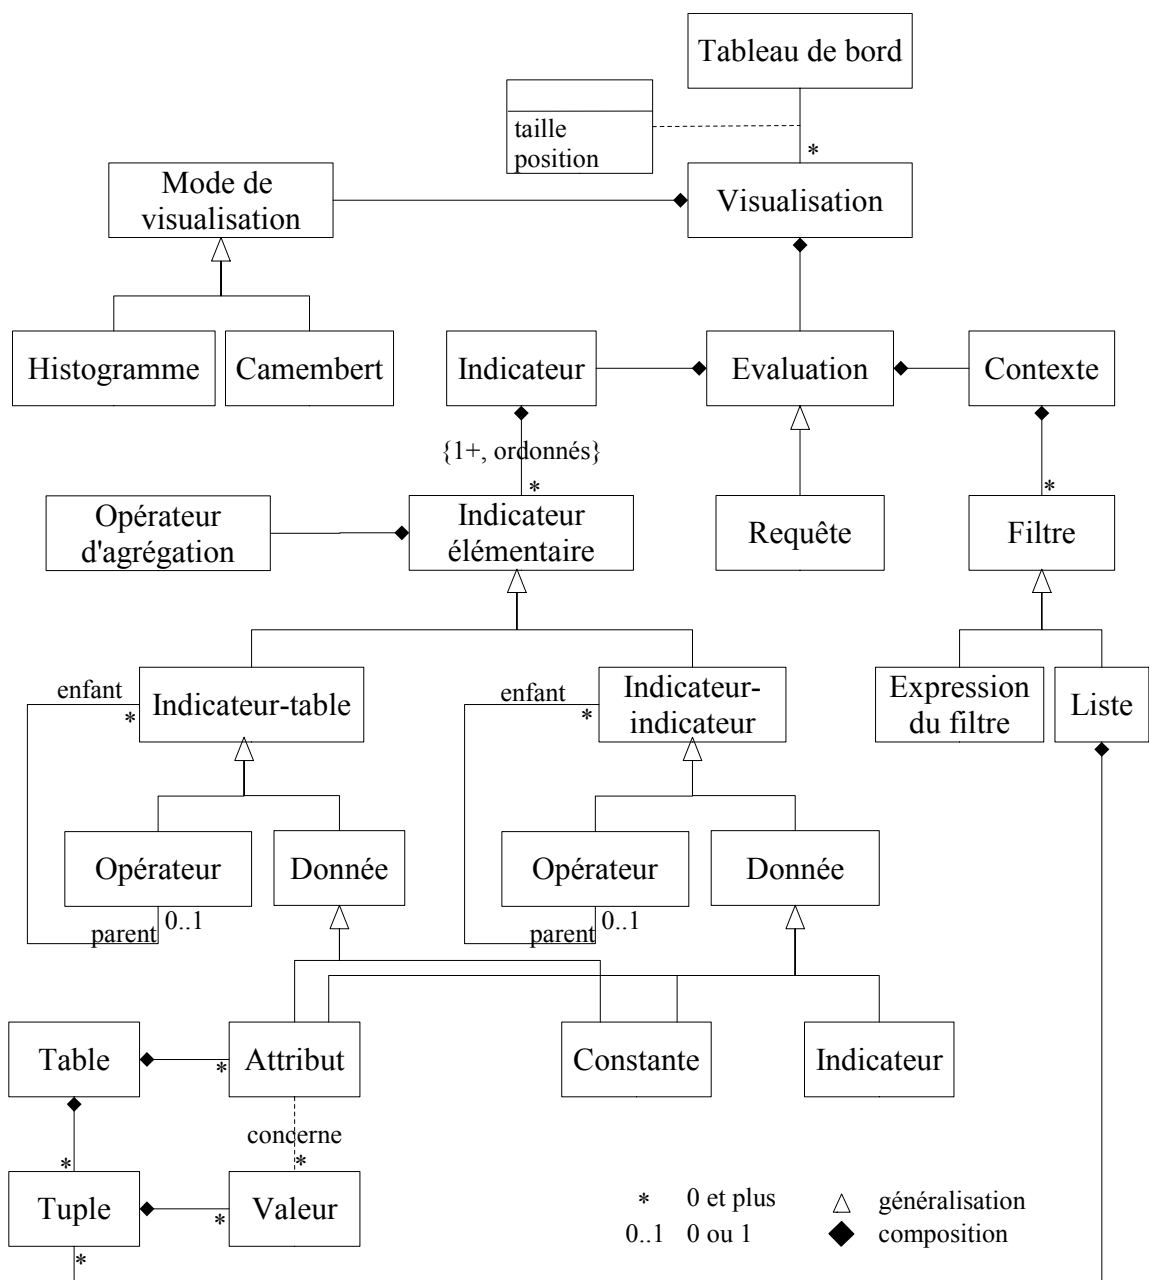 Tableau de bord
taille
position
*
Mode de
visualisation
Visualisation
Histogramme
Camembert
Indicateur
Evaluation
Contexte
{1+, ordonnés}
*
*
Opérateur
d'agrégation
Indicateur
élémentaire
Requête
Filtre
enfant
*
Indicateur-table
enfant
*
Indicateur-
indicateur
Expression
du filtre
Liste
Opérateur
Donnée
Opérateur
Donnée
parent
0..1
parent
0..1
Table
*
Attribut
Constante
Indicateur
concerne
*
*
Tuple
*
Valeur
*
* 0 et plus
généralisation
0..1 0 ou 1
composition